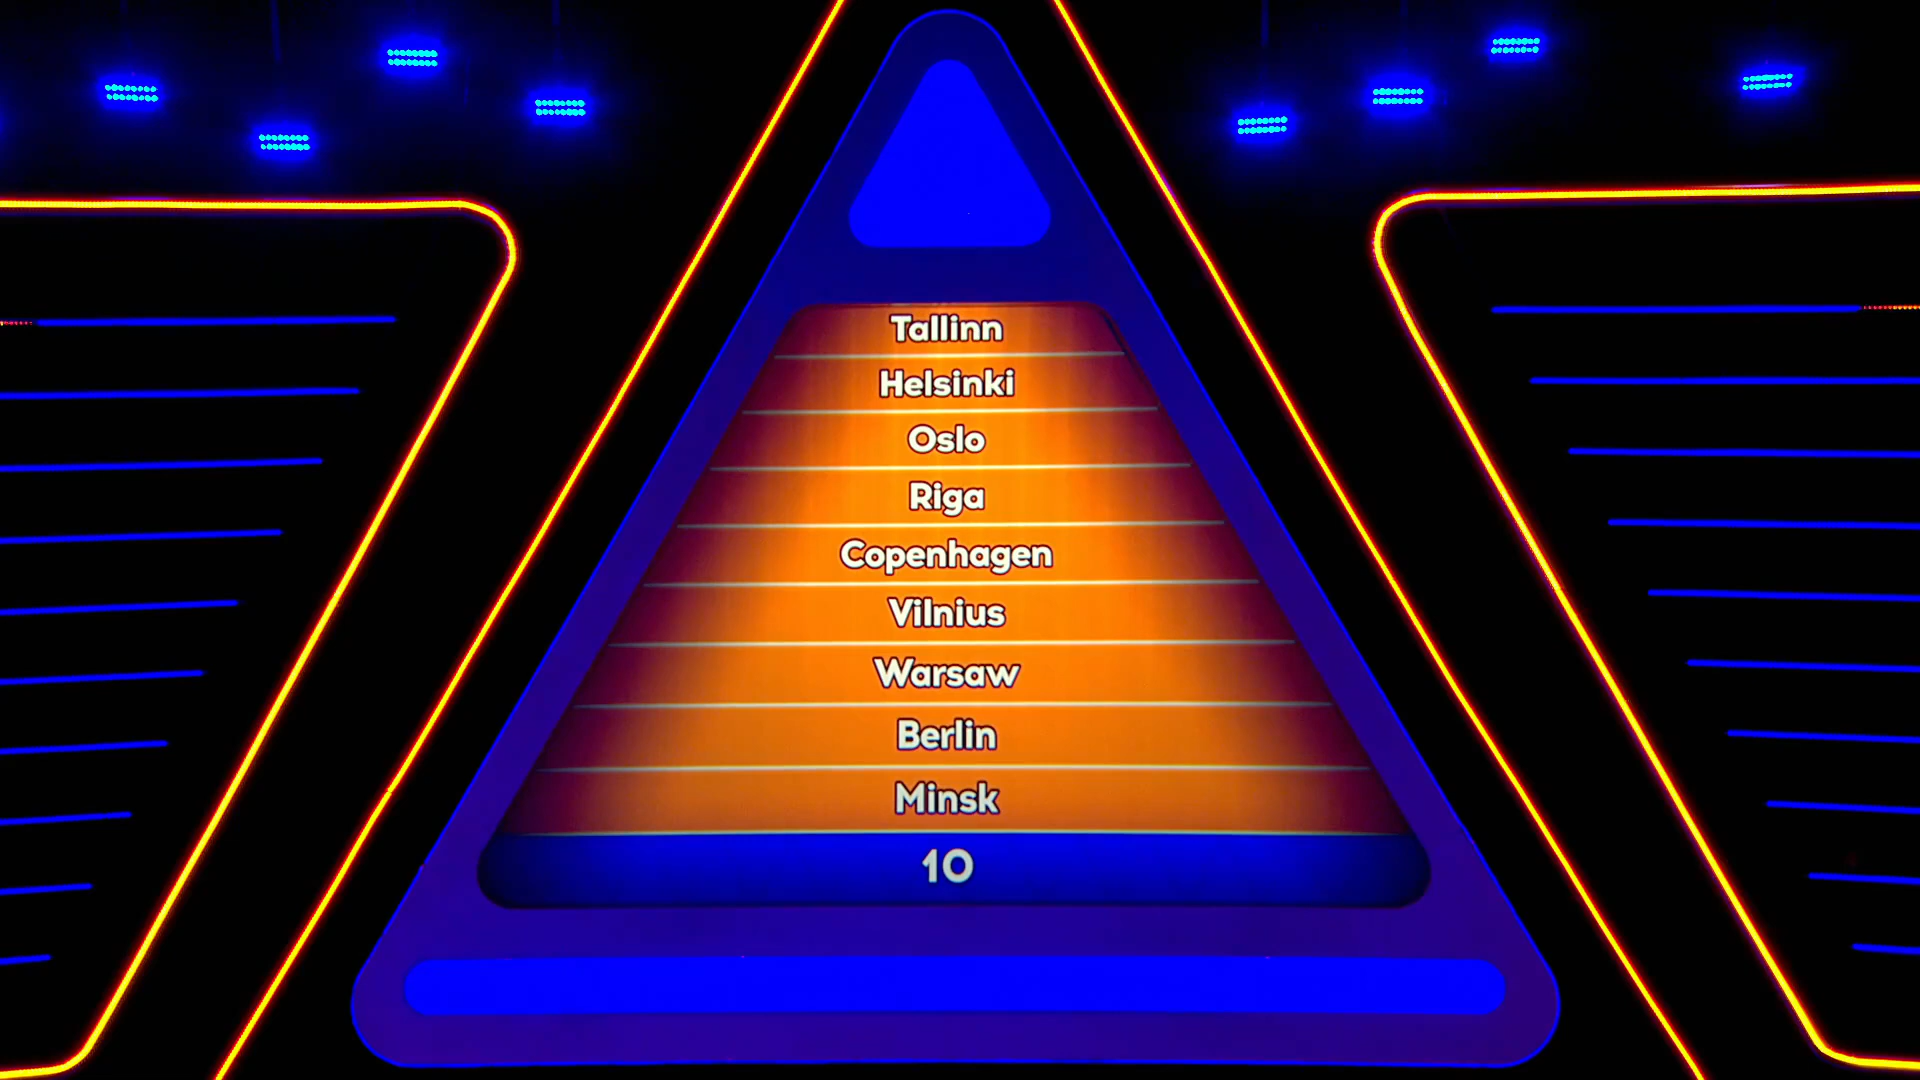 Tallinn
Helsinki
Oslo
Riga
Copenhagen
Vilnius
Warsaw
Berlin
Minsk
10